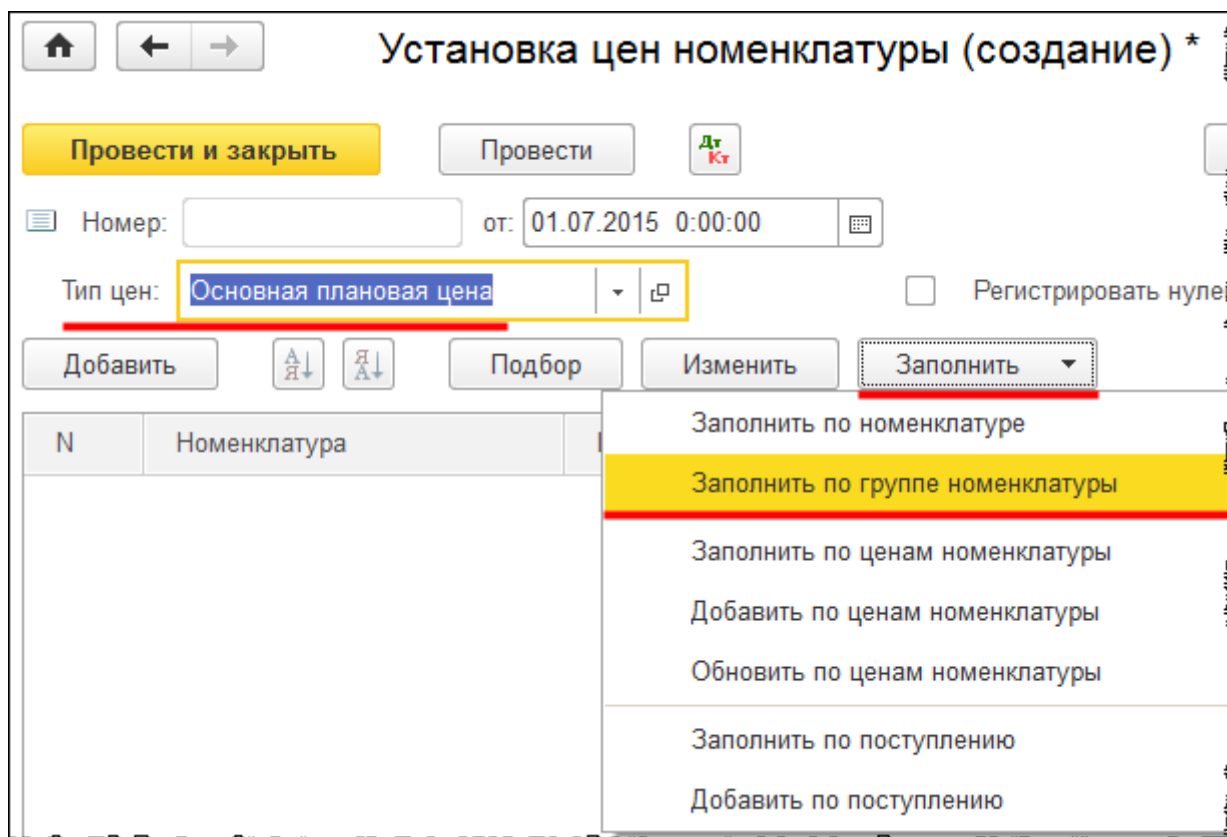 Установка цен номенклатуры (создание) *
Провести и закрыть Провести Дт Кт
Номер: от: 01.07.2015 0:00:00
Тип цен: Основная плановая цена Регистрировать
Добавить Подбор Изменить Заполнить
N Номенклатура
Заполнить по номенклатуре
Заполнить по группе номенклатуры
Заполнить по ценам номенклатуры
Добавить по ценам номенклатуры
Обновить по ценам номенклатуры
Заполнить по поступлению
Добавить по поступлению